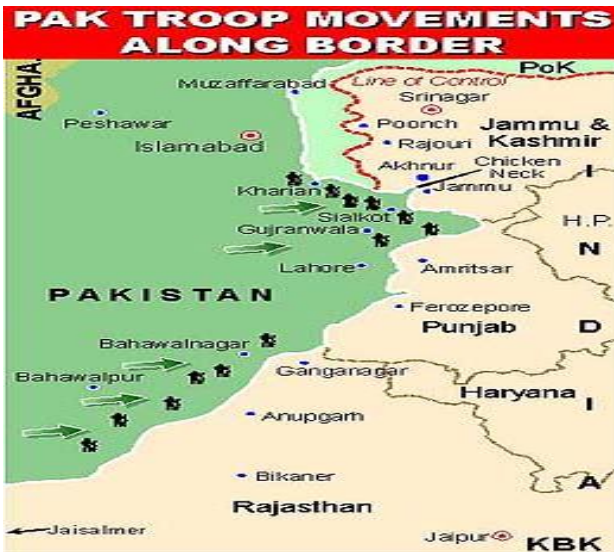 PAK TROOP MOVEMENTS
ALONG BORDER
AFGHA.
PoK
Line of Control
Muzaffarabad
Srinagar
Peshawar
Poonch
Jammu &
Kashmir
Islamabad
Rajouri
Akhnur
Chicken
Neck
Kharian
Jammu
I
Sialkot
H.P.
Gujranwala
N
Lahore
Amritsar
PAKISTAN
Ferozepore
Punjab
D
Bahawalnagar
Ganganagar
Bahawalpur
Haryana
I
Anupgarh
Bikaner
A
Rajasthan
Jaisalmer
Jaipur
KBK